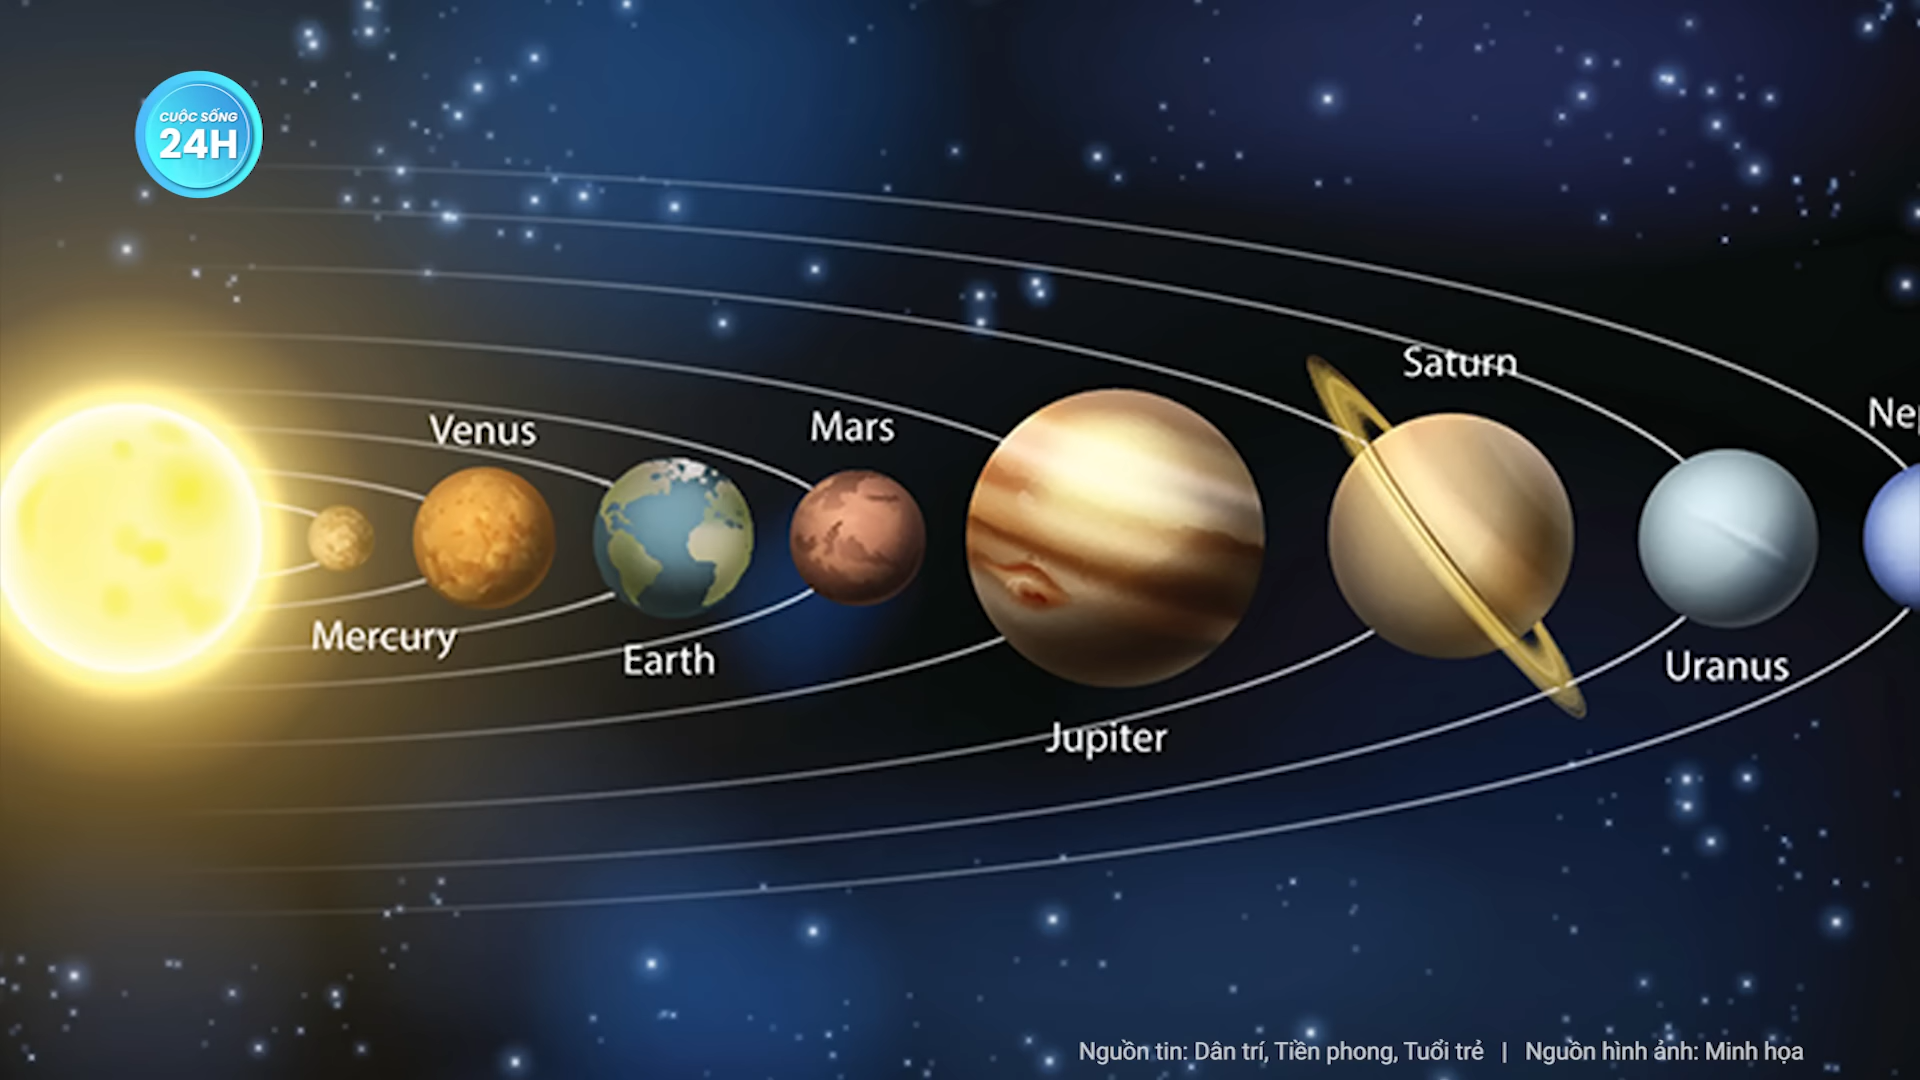 CUỘC SỐNG
24H
Saturn
Venus
Mars
Nep
Mercury
Earth
Uranus
Jupiter
Nguồn tin: Dân trí, Tiền phong, Tuổi trẻ | Nguồn hình ảnh: Minh họa